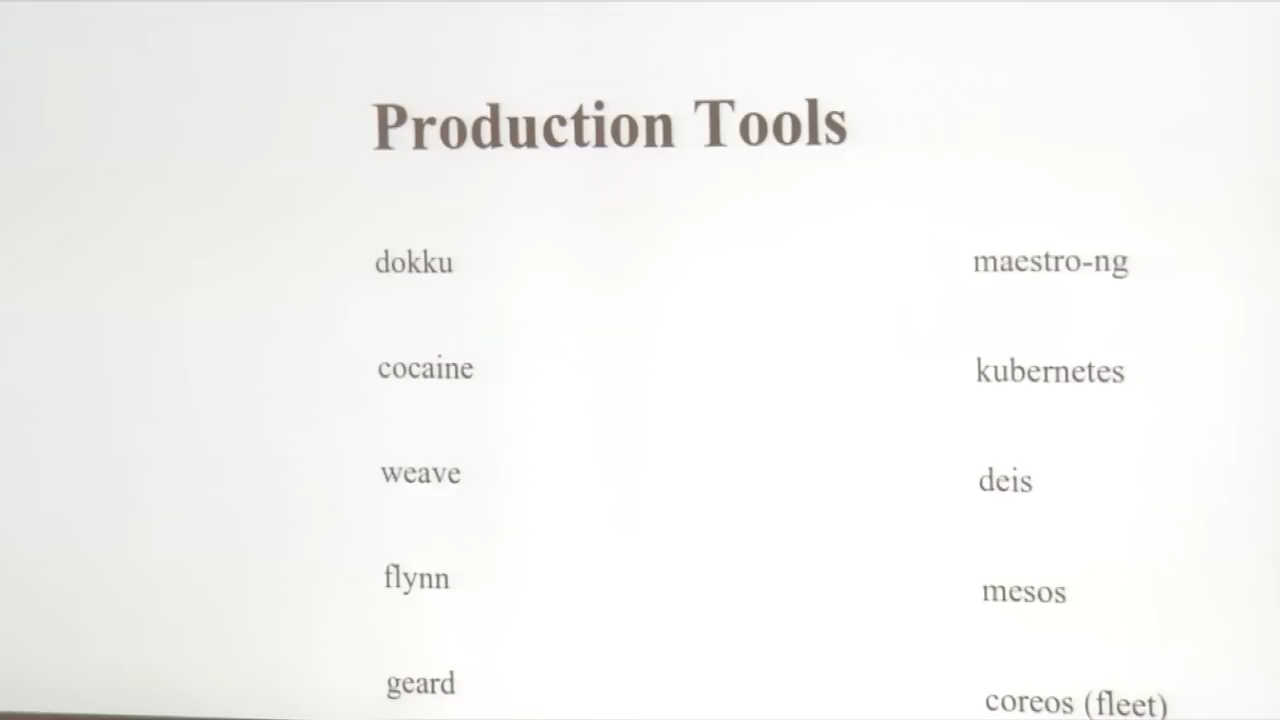 Production Tools
dokku
cocaine
weave
flynn
geard
maestro-ng
kubernetes
deis
mesos
coreos (fleet)